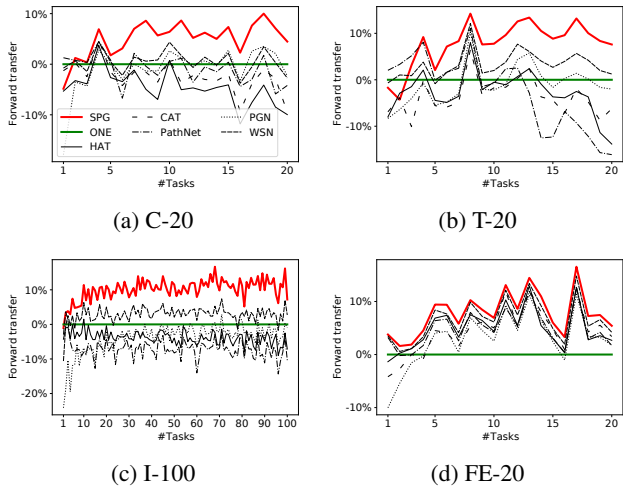 10%
0%
-10%
Forward transfer
SPG
ONE
HAT
CAT
PathNet
PGN
WSN
1 5 10 15 20
#Tasks
(a) C-20
10%
0%
-10%
Forward transfer
1 5 10 15 20
#Tasks
(b) T-20
10%
0%
-10%
-20%
Forward transfer
1 10 20 30 40 50 60 70 80 90 100
#Tasks
(c) I-100
10%
0%
-10%
Forward transfer
1 5 10 15 20
#Tasks
(d) FE-20